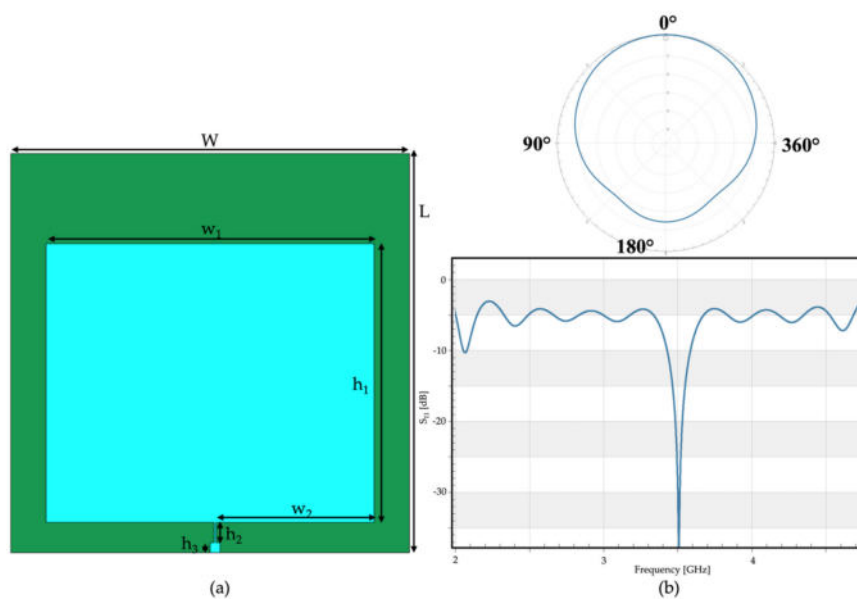 W
L
w₁
h₁
w₂
h₂
h₃
(a)
0°
90°
360°
180°
0
-10
-20
-30
S₁₁ [dB]
2
3
4
Frequency [GHz]
(b)